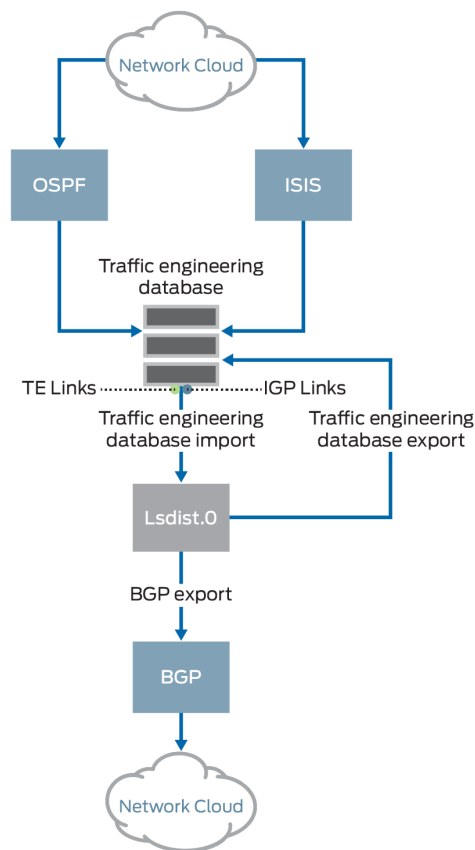 Network Cloud
OSPF
ISIS
Traffic engineering
database
TE Links
IGP Links
Traffic engineering
database import
Traffic engineering
database export
Lsdist.0
BGP export
BGP
Network Cloud